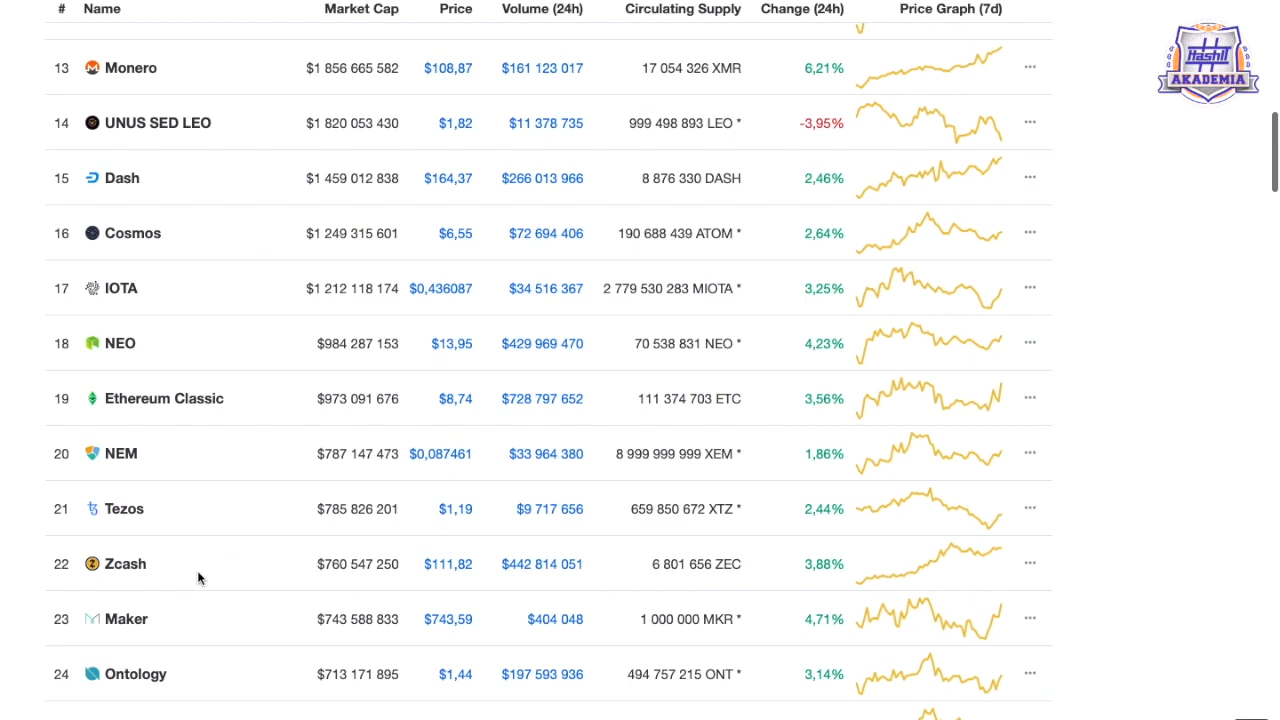 # Name Market Cap Price Volume (24h) Circulating Supply Change (24h) Price Graph (7d)
HashIT
AKADEMIA
13 Monero $1 856 665 582 $108,87 $161 123 017 17 054 326 XMR 6,21%
14 UNUS SED LEO $1 820 053 430 $1,82 $11 378 735 999 498 893 LEO * -3,95%
15 Dash $1 459 012 838 $164,37 $266 013 966 8 876 330 DASH 2,46%
16 Cosmos $1 249 315 601 $6,55 $72 694 406 190 688 439 ATOM * 2,64%
17 IOTA $1 212 118 174 $0,436087 $34 516 367 2 779 530 283 MIOTA * 3,25%
18 NEO $984 287 153 $13,95 $429 969 470 70 538 831 NEO * 4,23%
19 Ethereum Classic $973 091 676 $8,74 $728 797 652 111 374 703 ETC 3,56%
20 NEM $787 147 473 $0,087461 $33 964 380 8 999 999 999 XEM * 1,86%
21 Tezos $785 826 201 $1,19 $9 717 656 659 850 672 XTZ * 2,44%
22 Zcash $760 547 250 $111,82 $442 814 051 6 801 656 ZEC 3,88%
23 Maker $743 588 833 $743,59 $404 048 1 000 000 MKR * 4,71%
24 Ontology $713 171 895 $1,44 $197 593 936 494 757 215 ONT * 3,14%